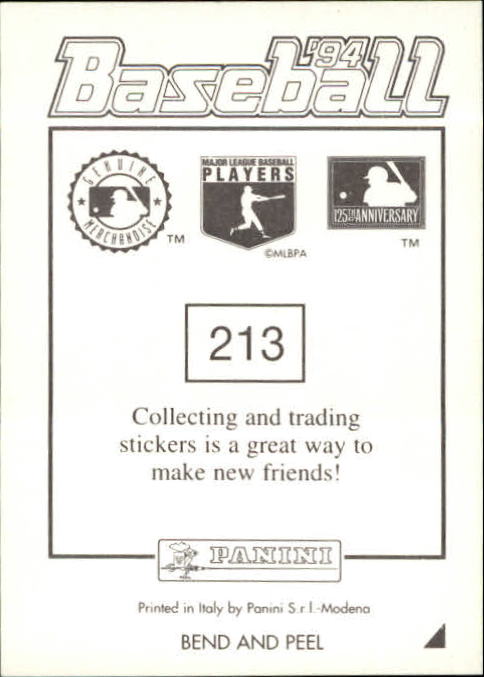 '94
Baseball
GENUINE
MERCHANDISE
TM
MAJOR LEAGUE BASEBALL
PLAYERS
©MLBPA
125TH ANNIVERSARY
TM
213
Collecting and trading
stickers is a great way to
make new friends!
PANINI
Printed in Italy by Panini S.r.l.-Modena
BEND AND PEEL